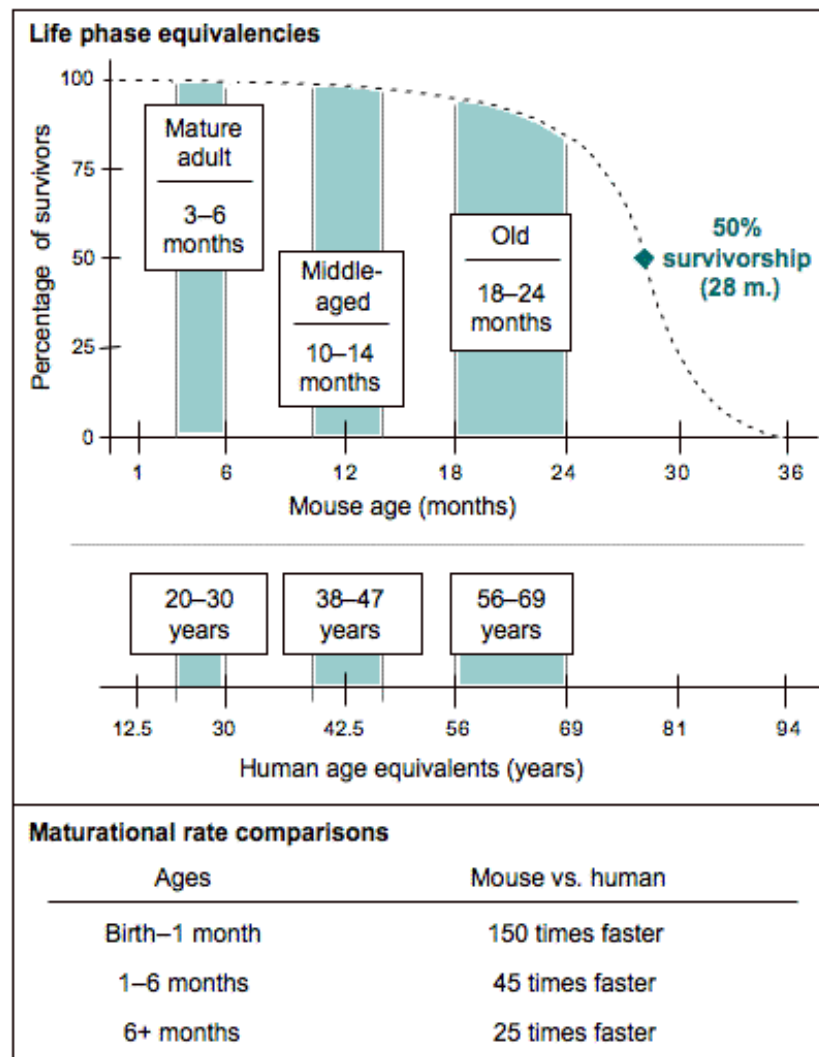 Life phase equivalencies
Percentage of survivors
100
75
50
25
0
Mature
adult
3–6
months
Middle-
aged
10–14
months
Old
18–24
months
50%
survivorship
(28 m.)
1 6 12 18 24 30 36
Mouse age (months)
20–30
years
38–47
years
56–69
years
12.5 30 42.5 56 69 81 94
Human age equivalents (years)
Maturational rate comparisons
Ages Mouse vs. human
Birth–1 month 150 times faster
1–6 months 45 times faster
6+ months 25 times faster